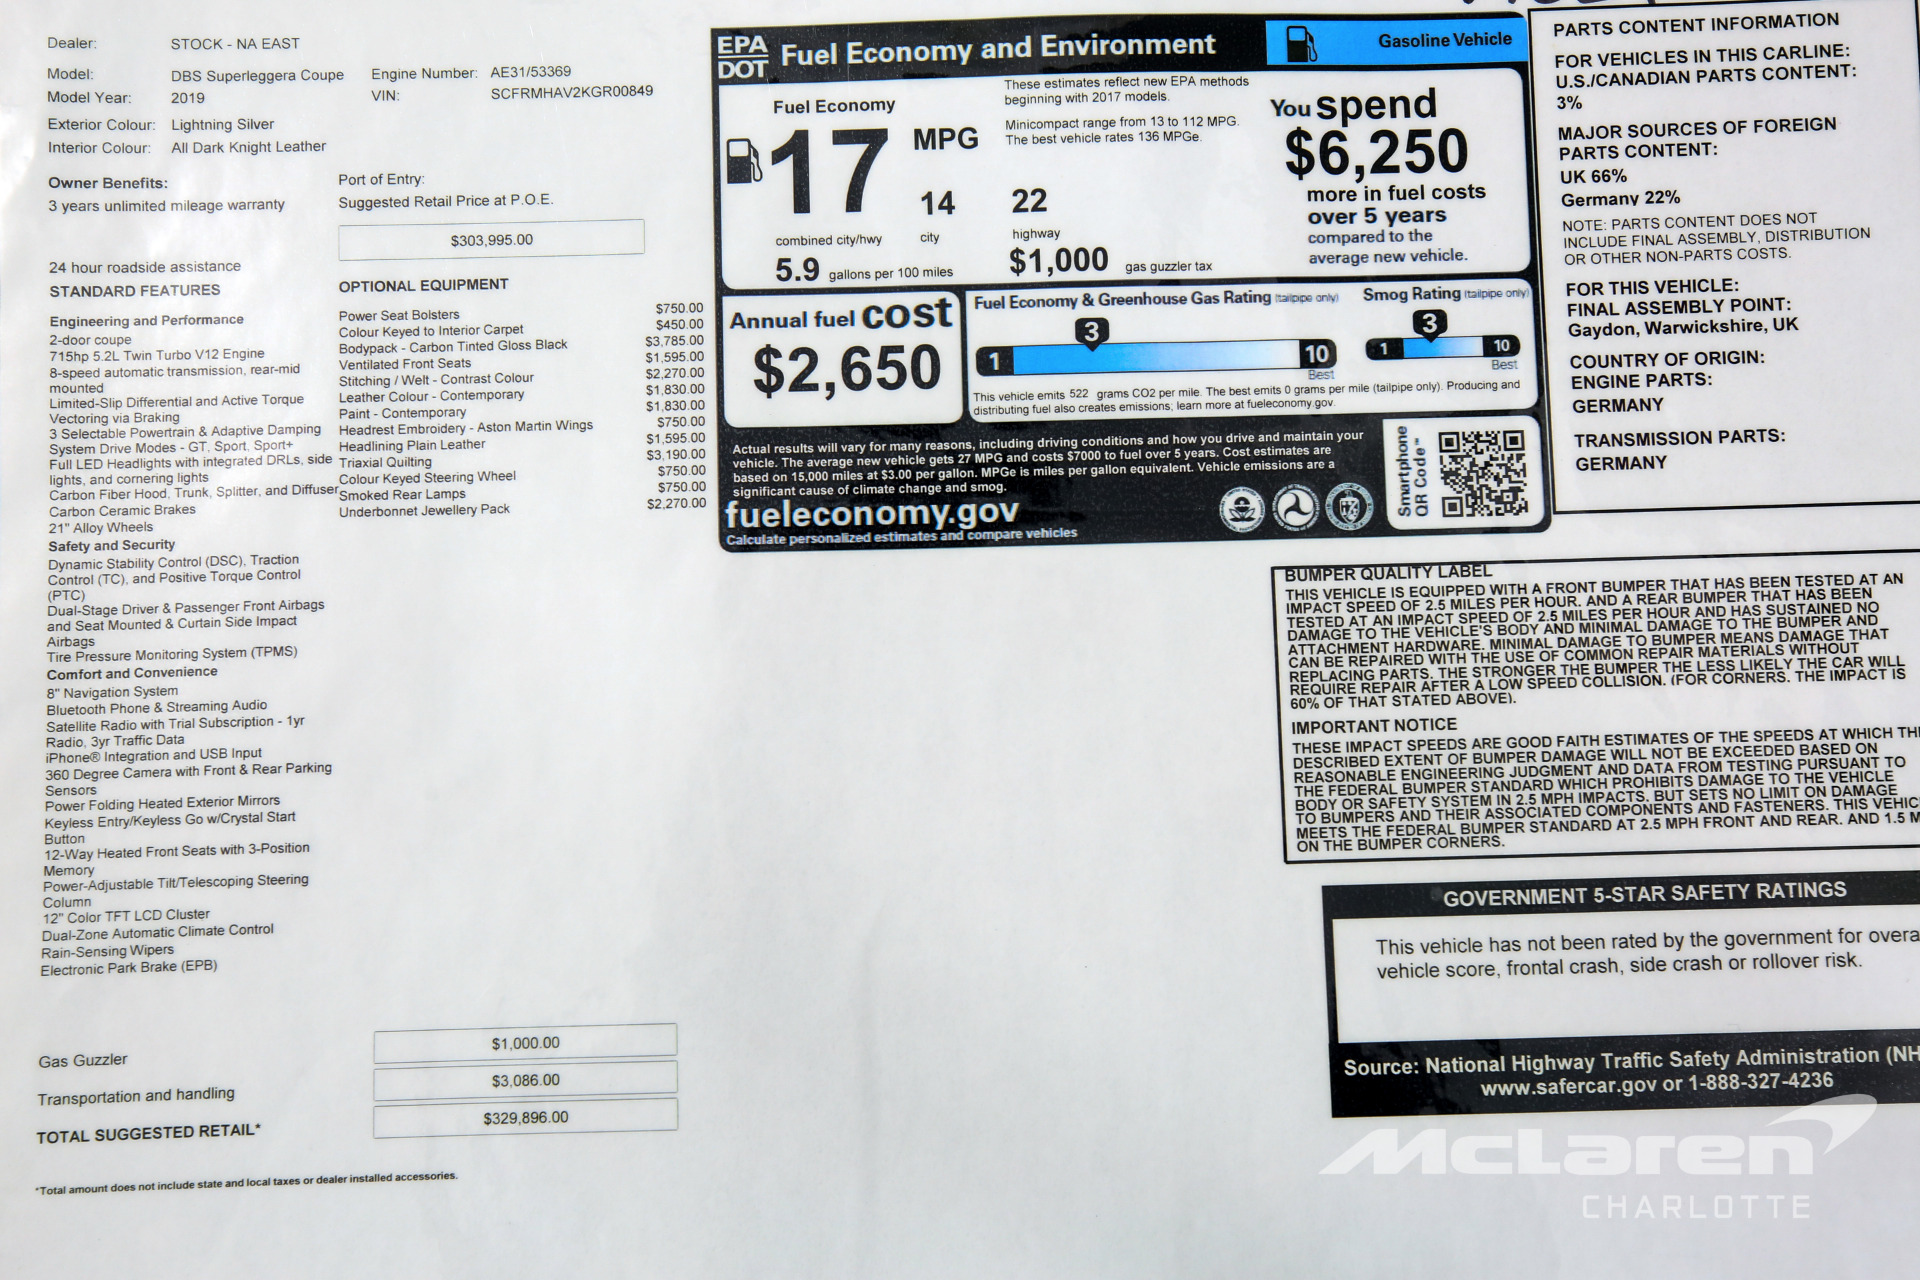 Dealer: STOCK - NA EAST
Model: DBS Superleggera Coupe Engine Number: AE31/53369
Model Year: 2019 VIN: SCFRMHAV2KGR00849
Exterior Colour: Lightning Silver
Interior Colour: All Dark Knight Leather
Owner Benefits:
3 years unlimited mileage warranty
24 hour roadside assistance
Port of Entry:
Suggested Retail Price at P.O.E.
$303,995.00
STANDARD FEATURES
Engineering and Performance
2-door coupe
715hp 5.2L Twin Turbo V12 Engine
8-speed automatic transmission, rear-mid
mounted
Limited-Slip Differential and Active Torque
Vectoring via Braking
3 Selectable Powertrain & Adaptive Damping
System Drive Modes - GT, Sport, Sport+
Full LED Headlights with integrated DRLs, side
lights, and cornering lights
Carbon Fiber Hood, Trunk, Splitter, and Diffuser
Carbon Ceramic Brakes
21" Alloy Wheels
Safety and Security
Dynamic Stability Control (DSC), Traction
Control (TC), and Positive Torque Control
(PTC)
Dual-Stage Driver & Passenger Front Airbags
and Seat Mounted & Curtain Side Impact
Airbags
Tire Pressure Monitoring System (TPMS)
Comfort and Convenience
8" Navigation System
Bluetooth Phone & Streaming Audio
Satellite Radio with Trial Subscription - 1yr
Radio, 3yr Traffic Data
iPhone® Integration and USB Input
360 Degree Camera with Front & Rear Parking
Sensors
Power Folding Heated Exterior Mirrors
Keyless Entry/Keyless Go w/Crystal Start
Button
12-Way Heated Front Seats with 3-Position
Memory
Power-Adjustable Tilt/Telescoping Steering
Column
12" Color TFT LCD Cluster
Dual-Zone Automatic Climate Control
Rain-Sensing Wipers
Electronic Park Brake (EPB)
OPTIONAL EQUIPMENT
Power Seat Bolsters $750.00
Colour Keyed to Interior Carpet $450.00
Bodypack - Carbon Tinted Gloss Black $3,785.00
Ventilated Front Seats $1,595.00
Stitching / Welt - Contrast Colour $2,270.00
Leather Colour - Contemporary $1,830.00
Paint - Contemporary $1,830.00
Headrest Embroidery - Aston Martin Wings $750.00
Headlining Plain Leather $1,595.00
Triaxial Quilting $3,190.00
Colour Keyed Steering Wheel $750.00
Smoked Rear Lamps $750.00
Underbonnet Jewellery Pack $2,270.00
Gas Guzzler $1,000.00
Transportation and handling $3,086.00
TOTAL SUGGESTED RETAIL* $329,896.00
*Total amount does not include state and local taxes or dealer installed accessories.
EPA DOT Fuel Economy and Environment
Gasoline Vehicle
Fuel Economy
17 MPG
combined city/hwy
14
city
22
highway
5.9 gallons per 100 miles
$1,000 gas guzzler tax
These estimates reflect new EPA methods
beginning with 2017 models.
Minicompact range from 13 to 112 MPG.
The best vehicle rates 136 MPGe.
You spend
$6,250
more in fuel costs
over 5 years
compared to the
average new vehicle.
Annual fuel cost
$2,650
Fuel Economy & Greenhouse Gas Rating (tailpipe only)
3
1 10
Best
Smog Rating (tailpipe only)
3
1 10
Best
This vehicle emits 522 grams CO2 per mile. The best emits 0 grams per mile (tailpipe only). Producing and
distributing fuel also creates emissions; learn more at fueleconomy.gov.
Actual results will vary for many reasons, including driving conditions and how you drive and maintain your
vehicle. The average new vehicle gets 27 MPG and costs $7000 to fuel over 5 years. Cost estimates are
based on 15,000 miles at $3.00 per gallon. MPGe is miles per gallon equivalent. Vehicle emissions are a
significant cause of climate change and smog.
fueleconomy.gov
Calculate personalized estimates and compare vehicles
Smartphone
QR Code™
PARTS CONTENT INFORMATION
FOR VEHICLES IN THIS CARLINE:
U.S./CANADIAN PARTS CONTENT:
3%
MAJOR SOURCES OF FOREIGN
PARTS CONTENT:
UK 66%
Germany 22%
NOTE: PARTS CONTENT DOES NOT
INCLUDE FINAL ASSEMBLY, DISTRIBUTION
OR OTHER NON-PARTS COSTS.
FOR THIS VEHICLE:
FINAL ASSEMBLY POINT:
Gaydon, Warwickshire, UK
COUNTRY OF ORIGIN:
ENGINE PARTS:
GERMANY
TRANSMISSION PARTS:
GERMANY
BUMPER QUALITY LABEL
THIS VEHICLE IS EQUIPPED WITH A FRONT BUMPER THAT HAS BEEN TESTED AT AN
IMPACT SPEED OF 2.5 MILES PER HOUR. AND A REAR BUMPER THAT HAS BEEN
TESTED AT AN IMPACT SPEED OF 2.5 MILES PER HOUR AND HAS SUSTAINED NO
DAMAGE TO THE VEHICLE'S BODY AND MINIMAL DAMAGE TO THE BUMPER AND
ATTACHMENT HARDWARE. MINIMAL DAMAGE TO BUMPER MEANS DAMAGE THAT
CAN BE REPAIRED WITH THE USE OF COMMON REPAIR MATERIALS WITHOUT
REPLACING PARTS. THE STRONGER THE BUMPER THE LESS LIKELY THE CAR WILL
REQUIRE REPAIR AFTER A LOW SPEED COLLISION. (FOR CORNERS. THE IMPACT IS
60% OF THAT STATED ABOVE).
IMPORTANT NOTICE
THESE IMPACT SPEEDS ARE GOOD FAITH ESTIMATES OF THE SPEEDS AT WHICH TH
DESCRIBED EXTENT OF BUMPER DAMAGE WILL NOT BE EXCEEDED BASED ON
REASONABLE ENGINEERING JUDGMENT AND DATA FROM TESTING PURSUANT TO
THE FEDERAL BUMPER STANDARD WHICH PROHIBITS DAMAGE TO THE VEHICLE
BODY OR SAFETY SYSTEM IN 2.5 MPH IMPACTS. BUT SETS NO LIMIT ON DAMAGE
TO BUMPERS AND THEIR ASSOCIATED COMPONENTS AND FASTENERS. THIS VEHIC
MEETS THE FEDERAL BUMPER STANDARD AT 2.5 MPH FRONT AND REAR. AND 1.5 M
ON THE BUMPER CORNERS.
GOVERNMENT 5-STAR SAFETY RATINGS
This vehicle has not been rated by the government for overa
vehicle score, frontal crash, side crash or rollover risk.
Source: National Highway Traffic Safety Administration (NH
www.safercar.gov or 1-888-327-4236
McLaren
CHARLOTTE